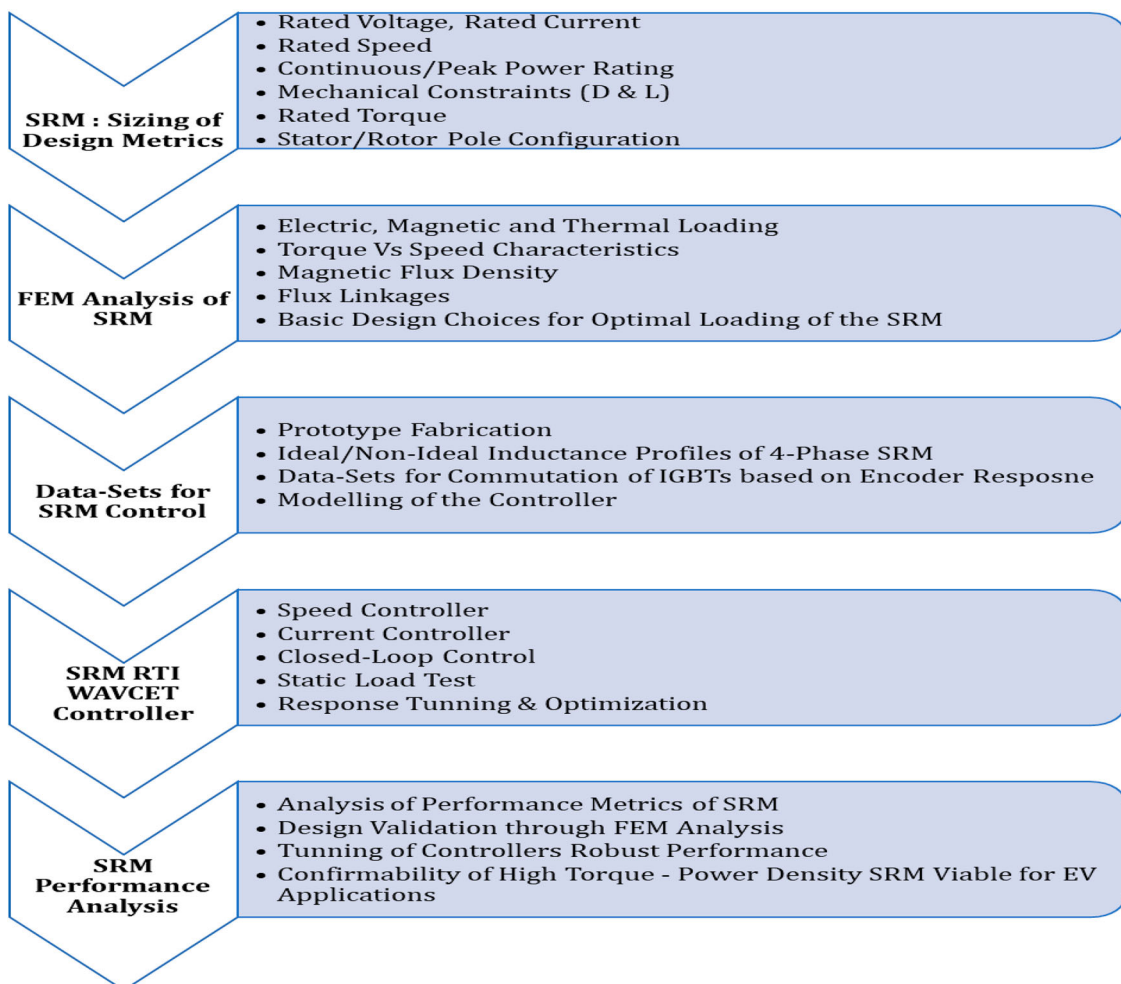 SRM : Sizing of
Design Metrics
• Rated Voltage, Rated Current
• Rated Speed
• Continuous/Peak Power Rating
• Mechanical Constraints (D & L)
• Rated Torque
• Stator/Rotor Pole Configuration
FEM Analysis of
SRM
• Electric, Magnetic and Thermal Loading
• Torque Vs Speed Characteristics
• Magnetic Flux Density
• Flux Linkages
• Basic Design Choices for Optimal Loading of the SRM
Data-Sets for
SRM Control
• Prototype Fabrication
• Ideal/Non-Ideal Inductance Profiles of 4-Phase SRM
• Data-Sets for Commutation of IGBTs based on Encoder Resposne
• Modelling of the Controller
SRM RTI
WAVCET
Controller
• Speed Controller
• Current Controller
• Closed-Loop Control
• Static Load Test
• Response Tunning & Optimization
SRM
Performance
Analysis
• Analysis of Performance Metrics of SRM
• Design Validation through FEM Analysis
• Tunning of Controllers Robust Performance
• Confirmability of High Torque - Power Density SRM Viable for EV
Applications